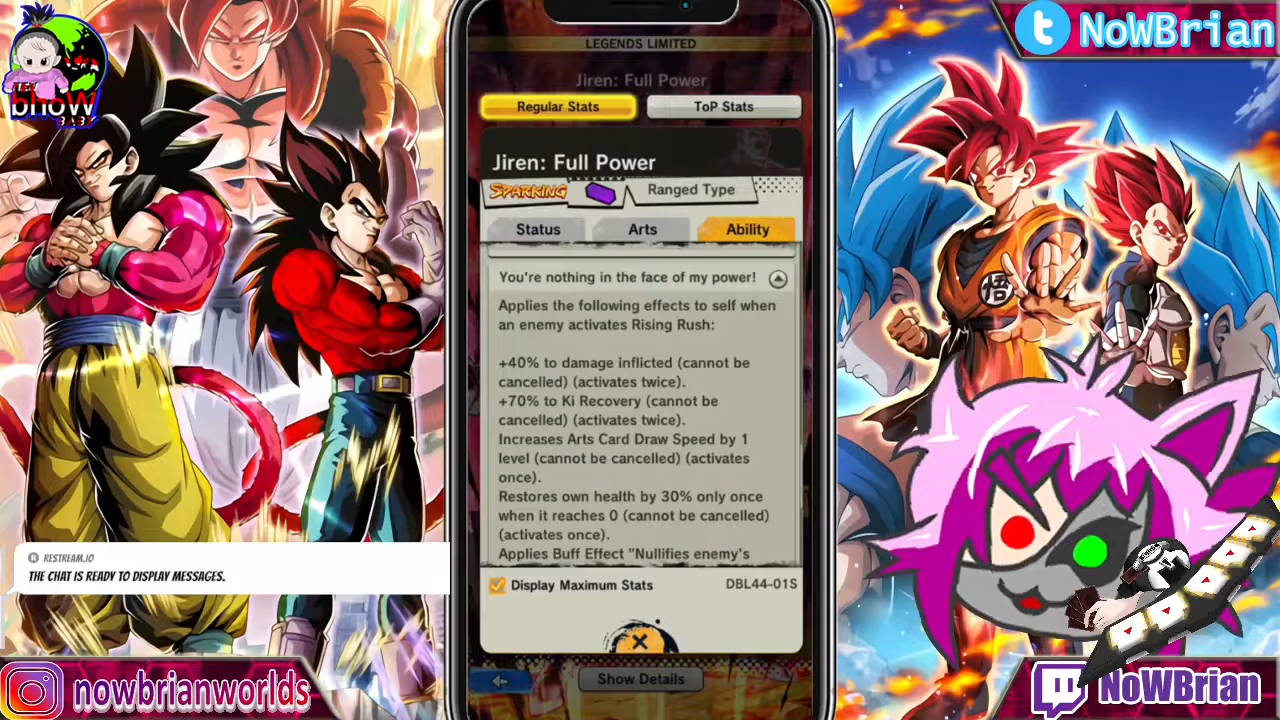 LEGENDS LIMITED
Jiren: Full Power
Regular Stats
ToP Stats
Jiren: Full Power
SPARKING
Ranged Type
Status
Arts
Ability
You're nothing in the face of my power!
Applies the following effects to self when
an enemy activates Rising Rush:
+40% to damage inflicted (cannot be
cancelled) (activates twice).
+70% to Ki Recovery (cannot be
cancelled) (activates twice).
Increases Arts Card Draw Speed by 1
level (cannot be cancelled) (activates
once).
Restores own health by 30% only once
when it reaches 0 (cannot be cancelled)
(activates once).
Applies Buff Effect "Nullifies enemy's
Display Maximum Stats
DBL44-01S
Show Details
NoWBrian
悟
RESTREAM.IO
THE CHAT IS READY TO DISPLAY MESSAGES.
nowbrianworlds
NoWBrian